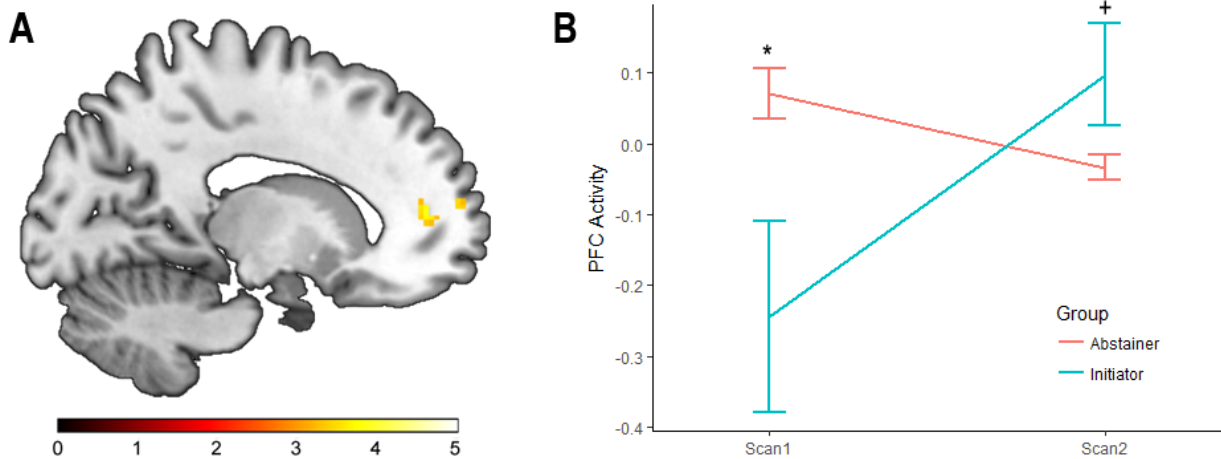 A
0 1 2 3 4 5
B
PFC Activity
0.1
0.0
-0.1
-0.2
-0.3
-0.4
*
+
Group
Abstainer
Initiator
Scan1 Scan2